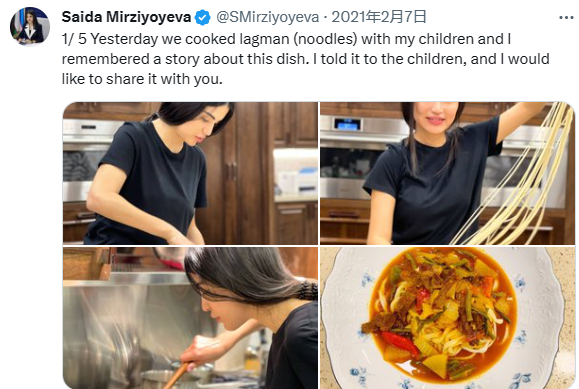 Saida Mirziyoyeva @SMirziyoyeva · 2021年2月7日
1/ 5 Yesterday we cooked lagman (noodles) with my children and I
remembered a story about this dish. I told it to the children, and I would
like to share it with you.